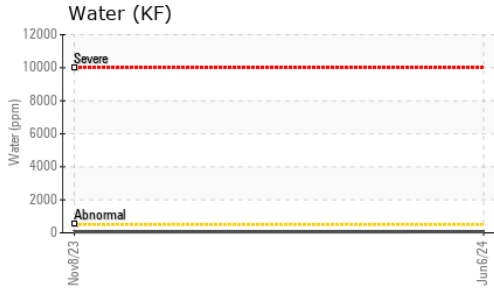 Water (KF)
12000
Severe
10000
8000
6000
4000
2000
Abnormal
0
Water (ppm)
Nov8/23
Jun6/24